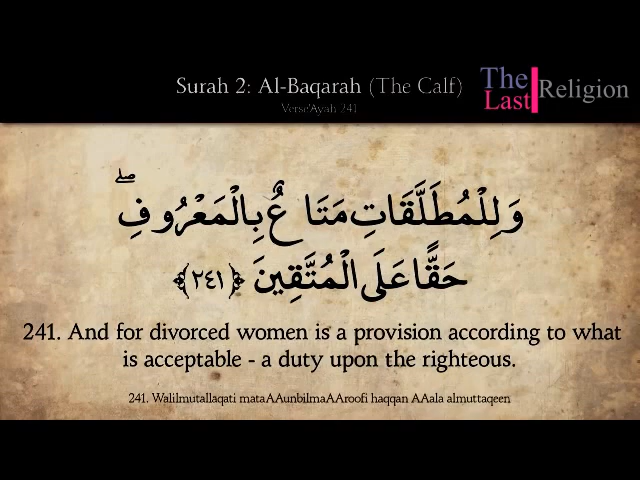 Surah 2: Al-Baqarah (The Calf)
Verse'Ayah 241
The
Last
Religion
وَلِلْمُطَلَّقَاتِ مَتَاعٌ بِالْمَعْرُوفِ ۖ
حَقًّا عَلَى الْمُتَّقِينَ ﴿٢٤١﴾
241. And for divorced women is a provision according to what
is acceptable - a duty upon the righteous.
241. Walilmutallaqati mataAAunbilmaAAroofi haqqan AAala almuttaqeen